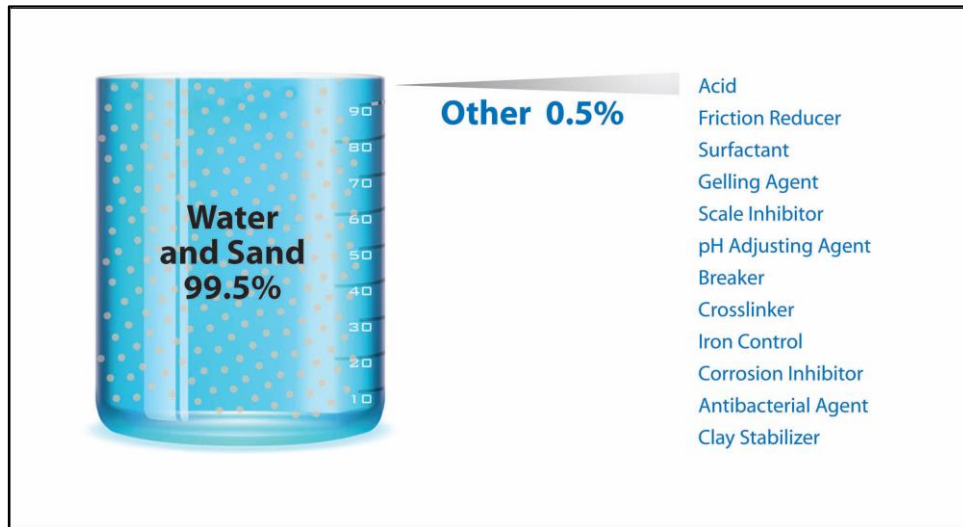 Water
and Sand
99.5%
90
80
70
60
50
40
30
20
10
Other 0.5%
Acid
Friction Reducer
Surfactant
Gelling Agent
Scale Inhibitor
pH Adjusting Agent
Breaker
Crosslinker
Iron Control
Corrosion Inhibitor
Antibacterial Agent
Clay Stabilizer